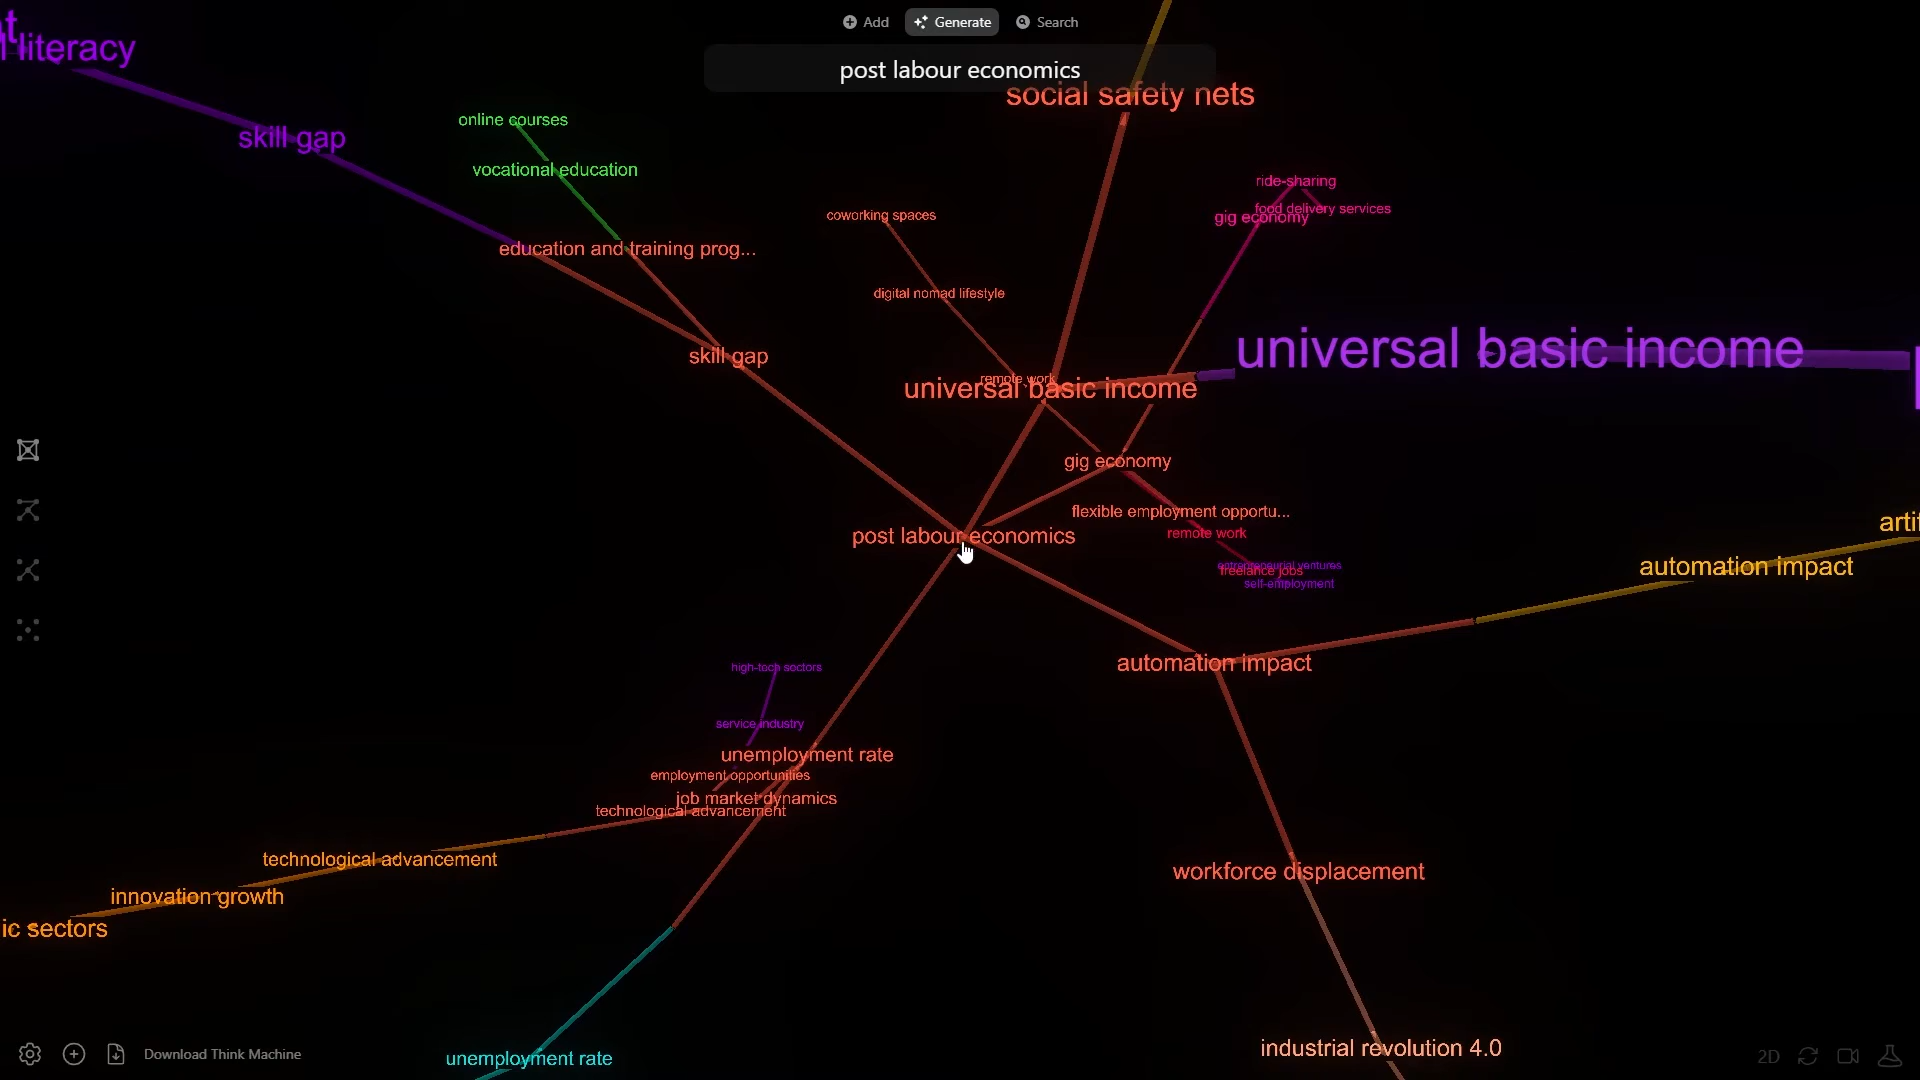 Add
Generate
Search
post labour economics
literacy
social safety nets
skill gap
online courses
vocational education
ride-sharing
food delivery services
gig economy
coworking spaces
education and training prog...
digital nomad lifestyle
skill gap
remote work
universal basic income
universal basic income
gig economy
flexible employment opportu...
remote work
post labour economics
arti
entrepreneurial ventures
freelance jobs
self-employment
automation impact
automation impact
high-tech sectors
service industry
unemployment rate
employment opportunities
job market dynamics
technological advancement
technological advancement
workforce displacement
innovation growth
ic sectors
industrial revolution 4.0
unemployment rate
Download Think Machine
2D